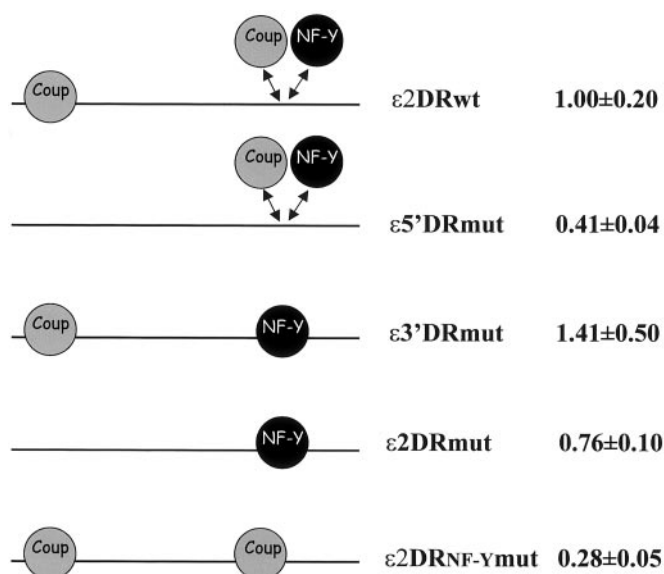 Coup NF-Y
Coup ε2DRwt 1.00±0.20
Coup NF-Y
ε5'DRmut 0.41±0.04
Coup NF-Y ε3'DRmut 1.41±0.50
NF-Y ε2DRmut 0.76±0.10
Coup Coup ε2DRNF-Ymut 0.28±0.05